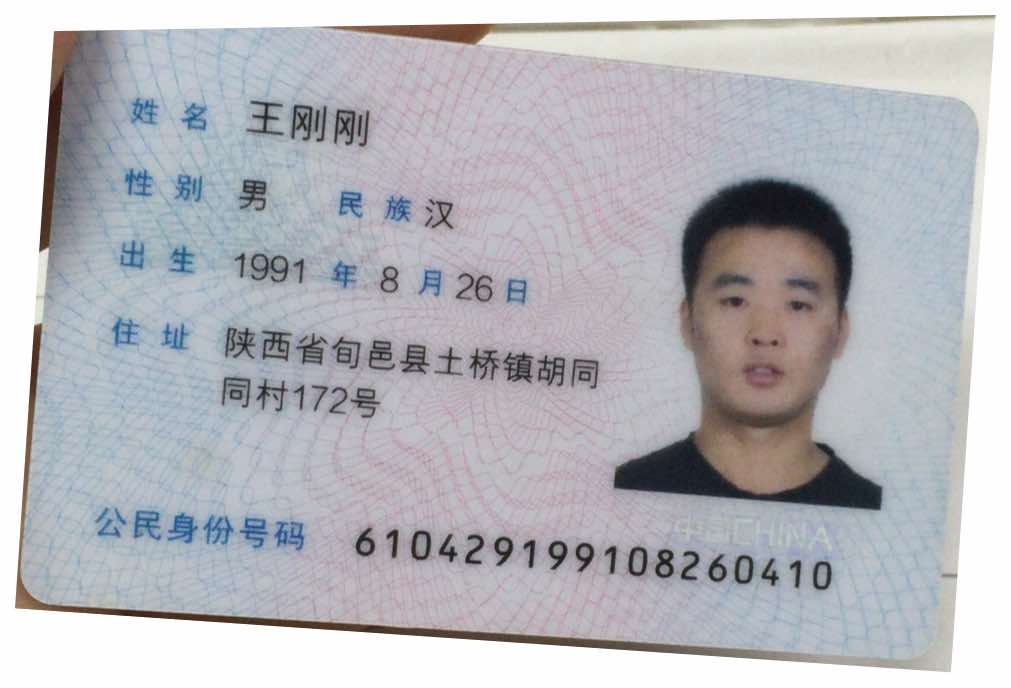 姓名 王刚刚
性别 男 民族 汉
出生 1991 年 8 月 26 日
住址 陕西省旬邑县土桥镇胡同
同村172号
中国CHINA
公民身份号码 610429199108260410